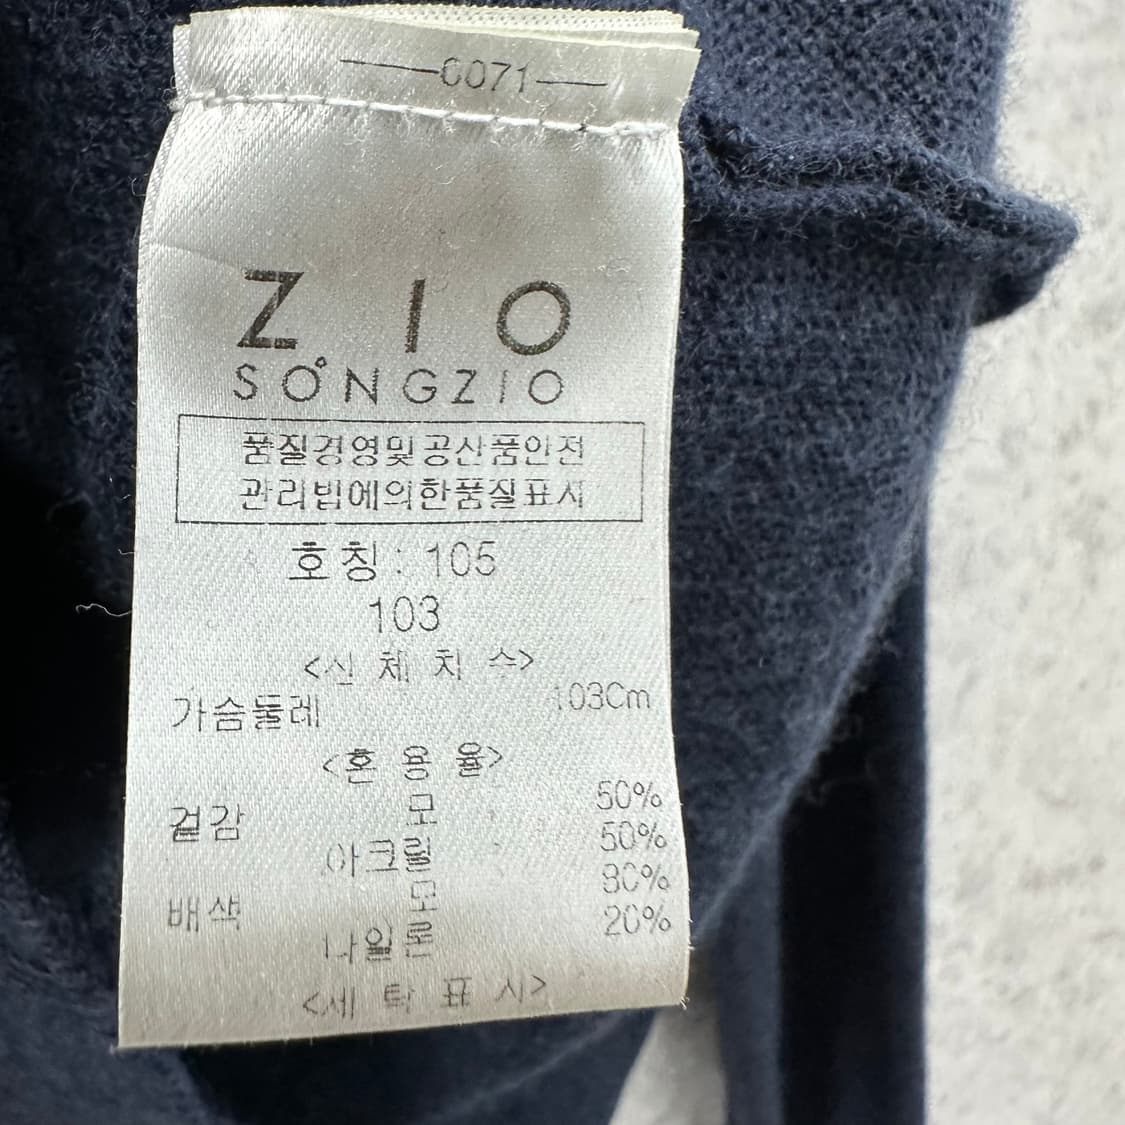 6071
ZIO
SONGZIO
품질경영및공산품안전
관리법에의한품질표시
호칭 : 105
103
<신 체 치 수>
가슴둘레 103Cm
<혼 용 율>
겉감 모 50%
아크릴 50%
배색 모 80%
나일론 20%
<세 탁 표 시>